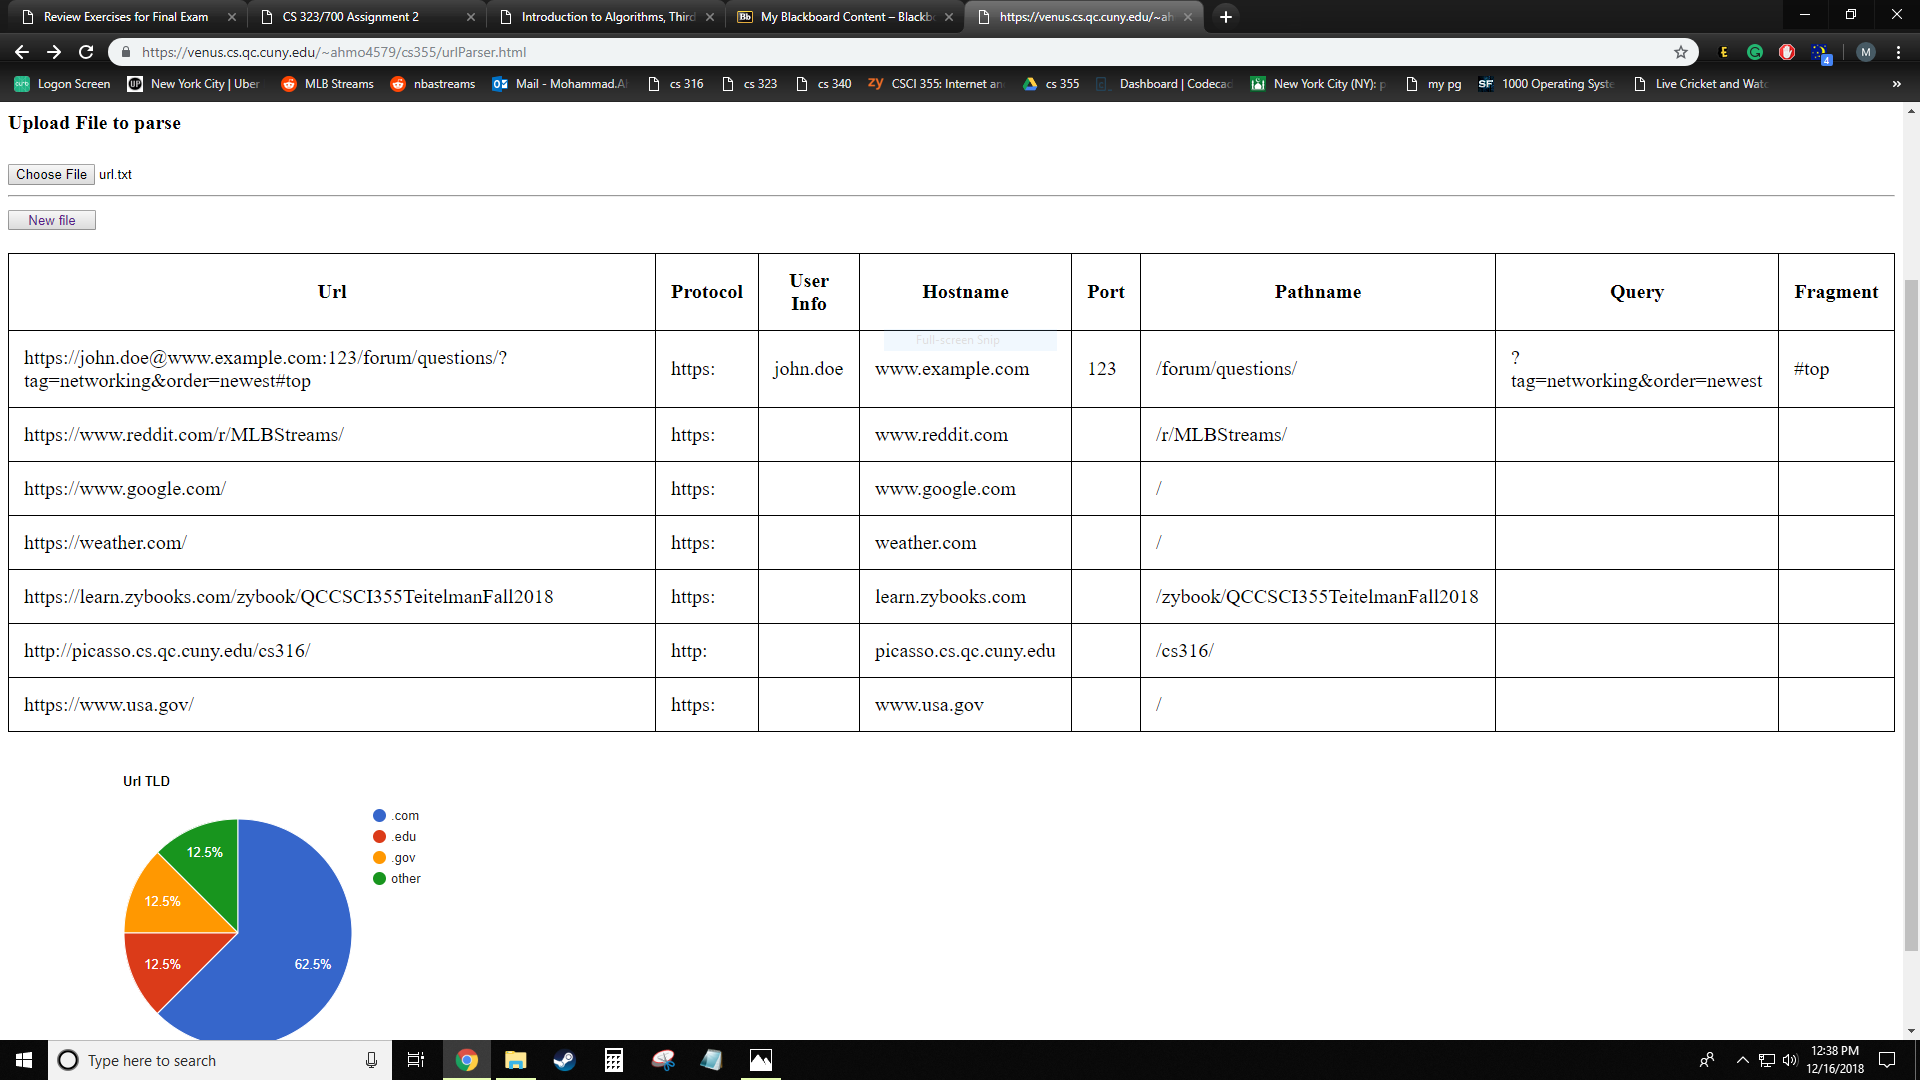 Review Exercises for Final Exam
CS 323/700 Assignment 2
Introduction to Algorithms, Third
Bb My Blackboard Content – Blackbo
https://venus.cs.qc.cuny.edu/~ah
https://venus.cs.qc.cuny.edu/~ahmo4579/cs355/urlParser.html
M
4
Logon Screen
UP New York City | Uber
MLB Streams
nbastreams
Mail - Mohammad.A
cs 316
cs 323
cs 340
ZY CSCI 355: Internet an
cs 355
Dashboard | Codecad
New York City (NY):
my pg
SF 1000 Operating Syste
Live Cricket and Wat
»
Upload File to parse
Choose File url.txt
New file
Url Protocol User Info Hostname Port Pathname Query Fragment
Full-screen Snip
https://john.doe@www.example.com:123/forum/questions/?
tag=networking&order=newest#top
https: john.doe www.example.com 123 /forum/questions/
?
tag=networking&order=newest
#top
https://www.reddit.com/r/MLBStreams/ https: www.reddit.com /r/MLBStreams/
https://www.google.com/ https: www.google.com /
https://weather.com/ https: weather.com /
https://learn.zybooks.com/zybook/QCCSCI355TeitelmanFall2018 https: learn.zybooks.com /zybook/QCCSCI355TeitelmanFall2018
http://picasso.cs.qc.cuny.edu/cs316/ http: picasso.cs.qc.cuny.edu /cs316/
https://www.usa.gov/ https: www.usa.gov /
Url TLD
.com
.edu
.gov
other
12.5%
12.5%
12.5%
62.5%
Type here to search
12:38 PM
12/16/2018